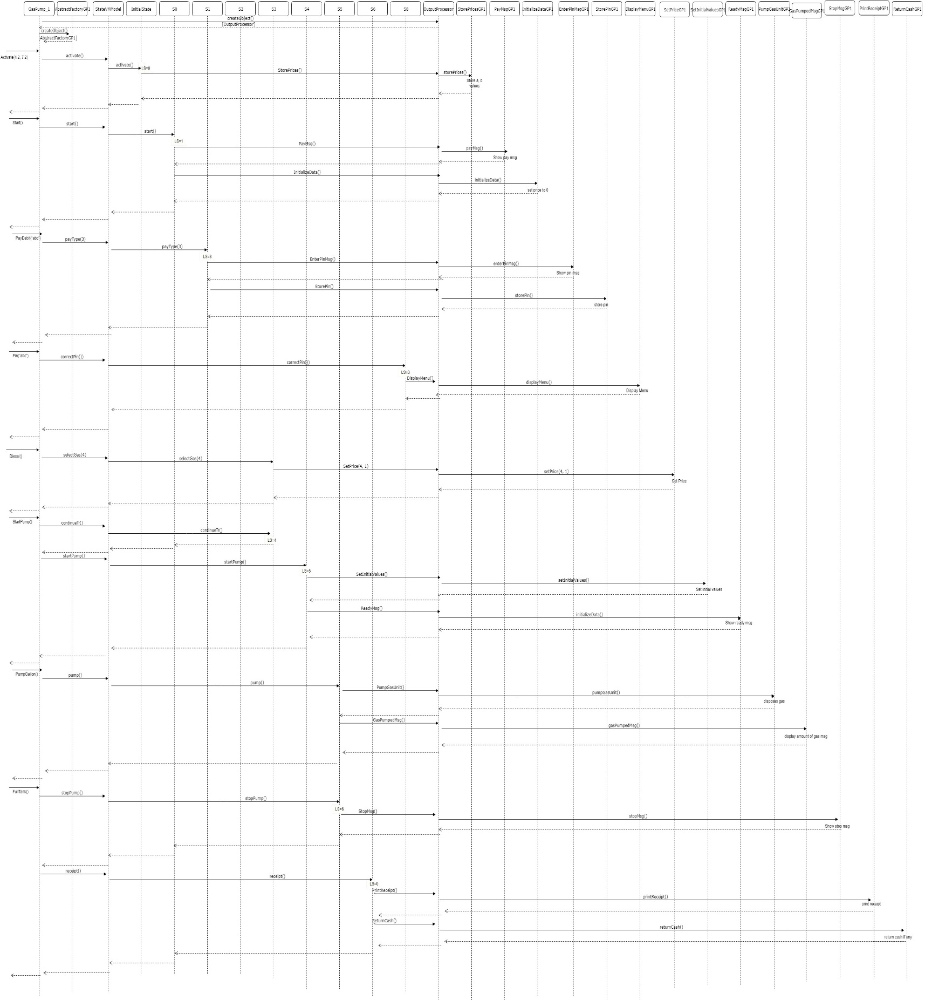 GasPump_1
AbstractFactoryGP1
StateVMModel
InitialState
S0
S1
S2
S3
S4
S5
S6
S8
OutputProcessor
StorePricesGP1
PayMsgGP1
InitializeDataGP1
EnterPinMsgGP1
StorePinGP1
DisplayMenuGP1
SetPriceGP1
SetInitialValuesGP1
ReadyMsgGP1
PumpGasUnitGP1
GasPumpedMsgGP1
StopMsgGP1
PrintReceiptGP1
ReturnCashGP1
createObject()
[OutputProcessor]
createObject()
[AbstractFactoryGP1]
Activate(4.2, 7.2)
activate()
activate()
LS=0
StorePrices()
storePrices()
Store a, b
values
Start()
start()
start()
LS=1
PayMsg()
payMsg()
Show pay msg
InitializeData()
initializeData()
set price to 0
PayDebit("abc")
payType(3)
payType(3)
LS=8
EnterPinMsg()
enterPinMsg()
Show pin msg
StorePin()
storePin()
store pin
Pin("abc")
correctPin())
correctPin())
LS=3
DisplayMenu()
displayMenu()
Display Menu
Diesel()
selectGas(4)
selectGas(4)
SetPrice(4, 1)
setPrice(4, 1)
Set Price
StartPump()
continueTr()
continueTr()
LS=4
startPump()
startPump()
LS=5
SetInitialValues()
setInitialValues()
Set initial values
ReadyMsg()
initializeData()
Show ready msg
PumpGallon()
pump()
pump()
PumpGasUnit()
pumpGasUnit()
disposes gas
GasPumpedMsg()
gasPumpedMsg()
display amount of gas msg
FullTank()
stopPump()
stopPump()
LS=6
StopMsg()
stopMsg()
Show stop msg
receipt()
receipt()
LS=0
PrintReceipt()
printReceipt()
print receipt
ReturnCash()
returnCash()
return cash if any